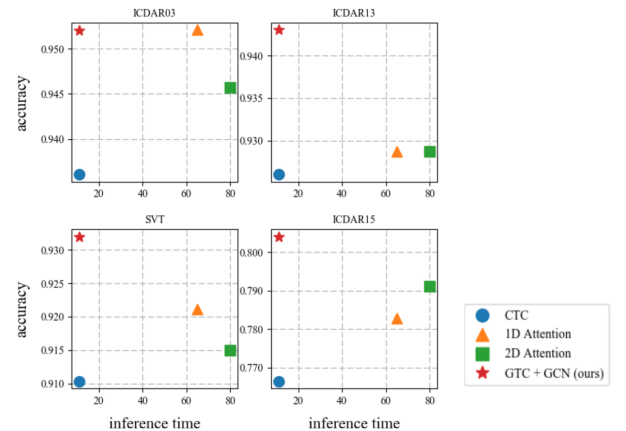 ICDAR03
ICDAR13
accuracy
0.950
0.945
0.940
20 40 60 80
0.940
0.935
0.930
20 40 60 80
SVT
ICDAR15
accuracy
0.930
0.925
0.920
0.915
0.910
20 40 60 80
inference time
0.800
0.790
0.780
0.770
20 40 60 80
inference time
CTC
1D Attention
2D Attention
GTC + GCN (ours)